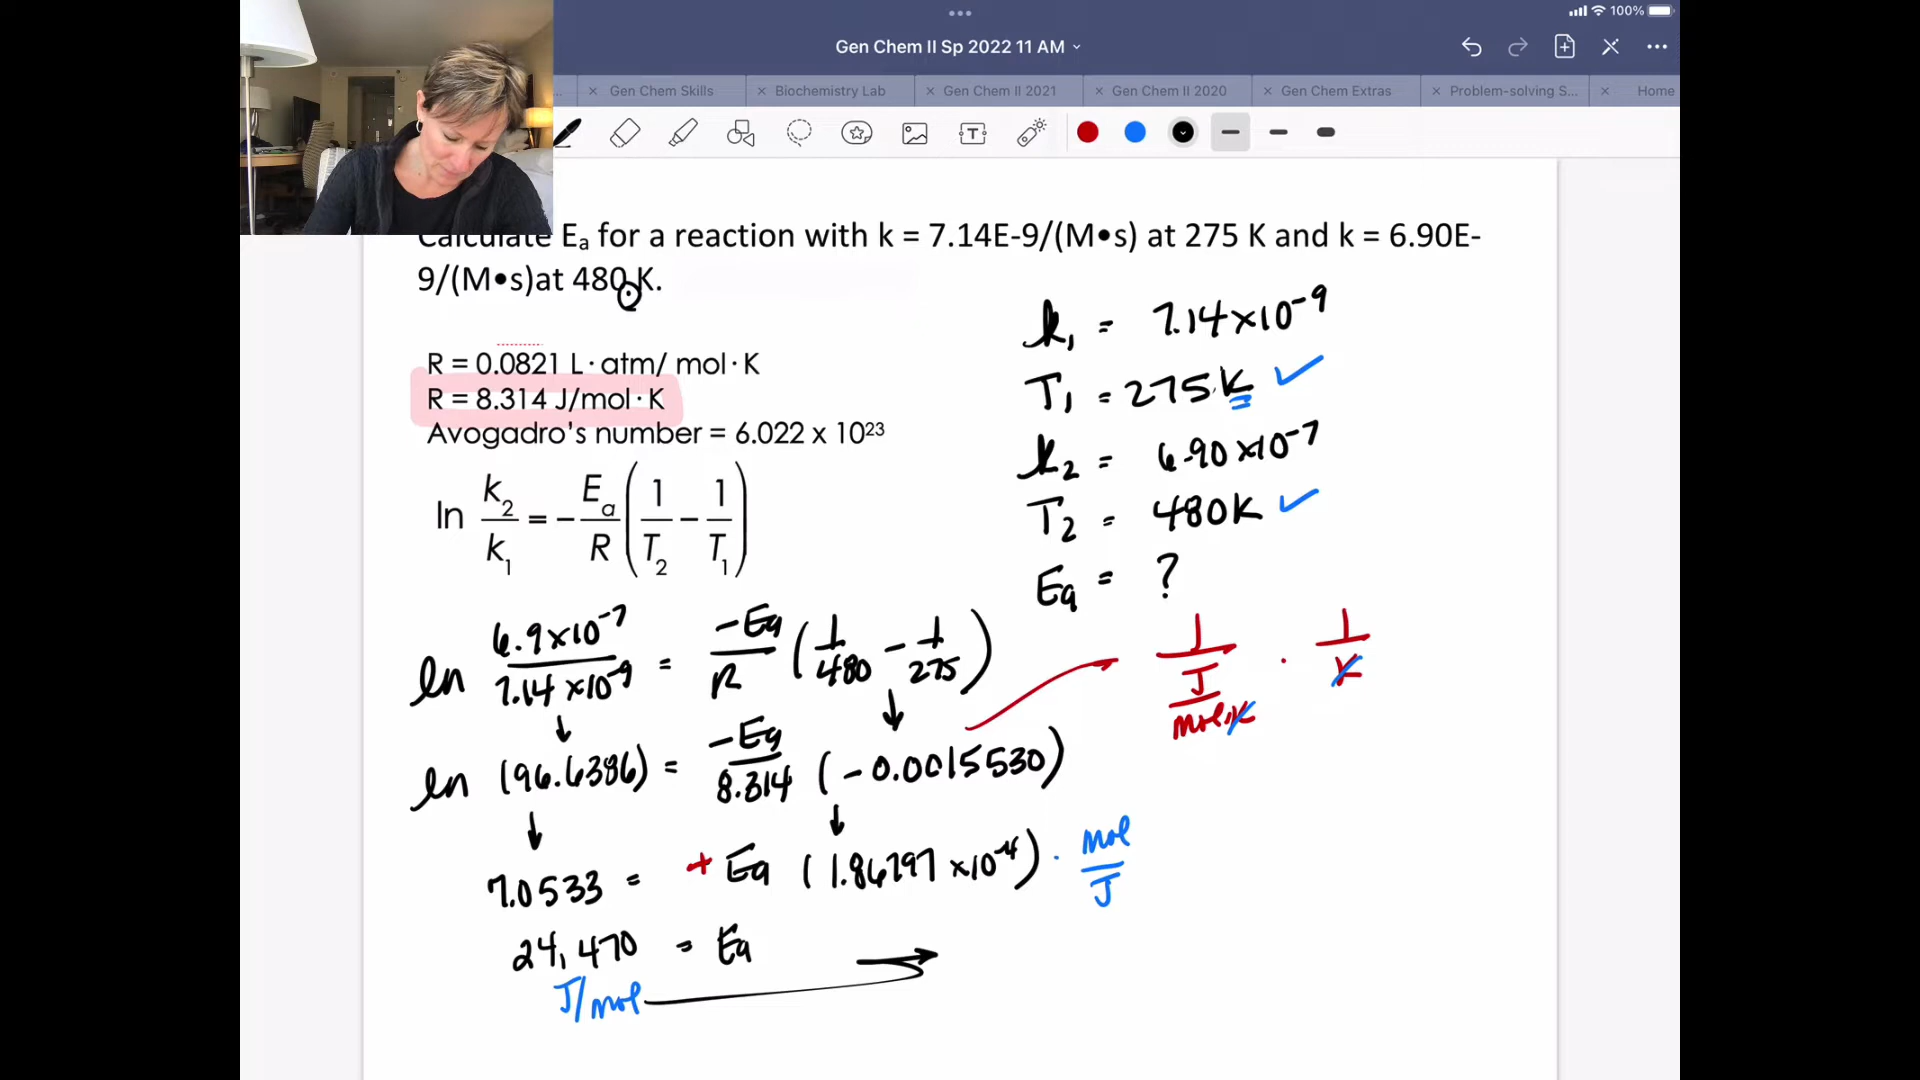 100%
Gen Chem II Sp 2022 11 AM
... Gen Chem Skills Biochemistry Lab Gen Chem II 2021 Gen Chem II 2020 Gen Chem Extras Problem-solving S... Home
Calculate Ea for a reaction with k = 7.14E-9/(M•s) at 275 K and k = 6.90E-
9/(M•s)at 480 K.
k1 = 7.14×10⁻⁹
R = 0.0821 L · atm/ mol · K
T1 = 275 K ✓
R = 8.314 J/mol · K
Avogadro's number = 6.022 x 10²³
k2 = 6.90×10⁻⁷
ln k2/k1 = -Ea/R (1/T2 - 1/T1)
T2 = 480K ✓
Ea = ?
ln 6.9×10⁻⁷/7.14×10⁻⁹ = -Ea/R (1/480 - 1/275)
1/(J/mol·K) · 1/K
ln (96.6386) = -Ea/8.314 (-0.0015530)
7.0533 = + Ea (1.86797 ×10⁻⁴) · mol/J
24,470 = Ea
J/mol